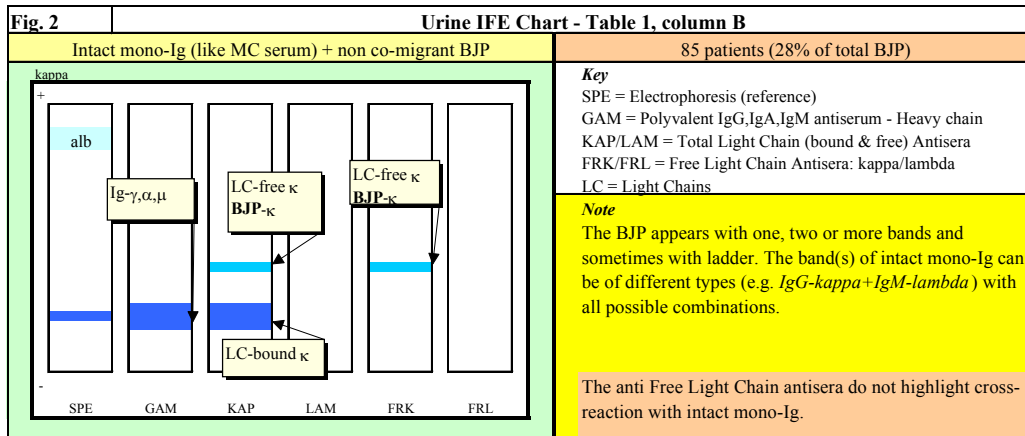 Fig. 2
Urine IFE Chart - Table 1, column B
Intact mono-Ig (like MC serum) + non co-migrant BJP
85 patients (28% of total BJP)
kappa
+
alb
Ig-γ,α,μ
LC-free κ
BJP-κ
LC-free κ
BJP-κ
LC-bound κ
-
SPE GAM KAP LAM FRK FRL
Key
SPE = Electrophoresis (reference)
GAM = Polyvalent IgG,IgA,IgM antiserum - Heavy chain
KAP/LAM = Total Light Chain (bound & free) Antisera
FRK/FRL = Free Light Chain Antisera: kappa/lambda
LC = Light Chains
Note
The BJP appears with one, two or more bands and
sometimes with ladder. The band(s) of intact mono-Ig can
be of different types (e.g. IgG-kappa+IgM-lambda) with
all possible combinations.
The anti Free Light Chain antisera do not highlight cross-
reaction with intact mono-Ig.